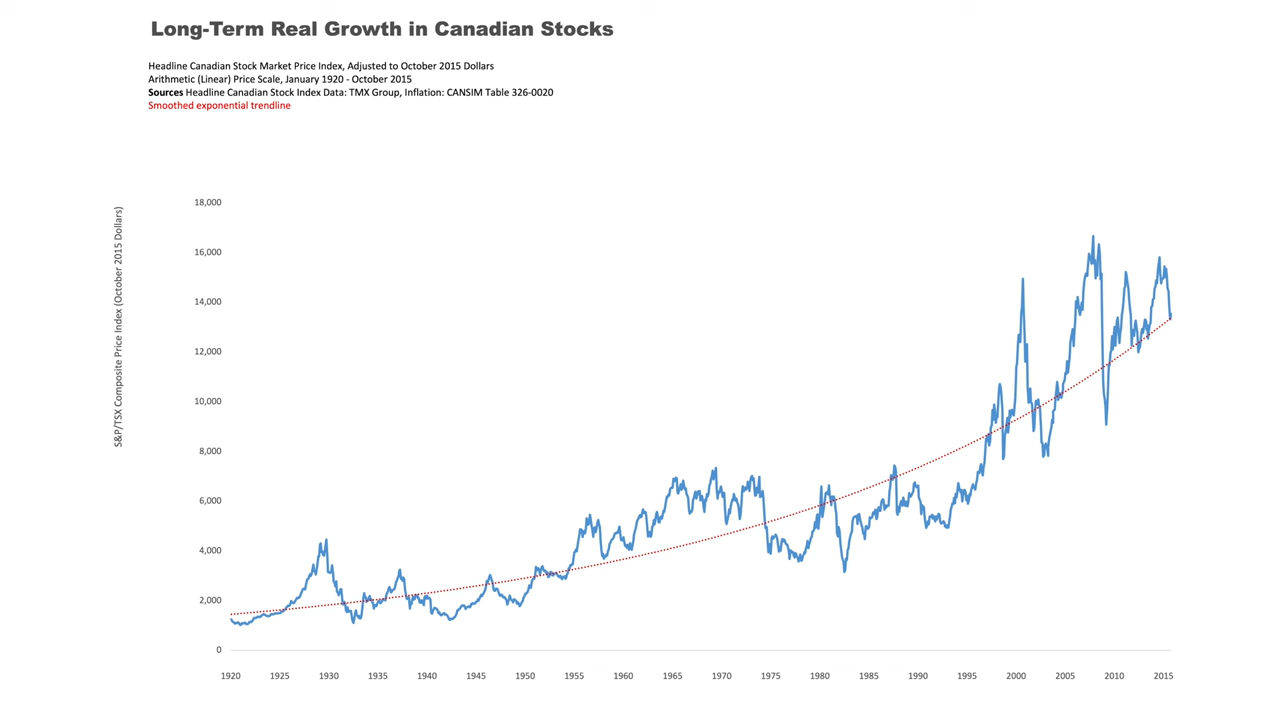 Long-Term Real Growth in Canadian Stocks
Headline Canadian Stock Market Price Index, Adjusted to October 2015 Dollars
Arithmetic (Linear) Price Scale, January 1920 - October 2015
Sources Headline Canadian Stock Index Data: TMX Group, Inflation: CANSIM Table 326-0020
Smoothed exponential trendline
S&P/TSX Composite Price Index (October 2015 Dollars)
18,000
16,000
14,000
12,000
10,000
8,000
6,000
4,000
2,000
0
1920 1925 1930 1935 1940 1945 1950 1955 1960 1965 1970 1975 1980 1985 1990 1995 2000 2005 2010 2015